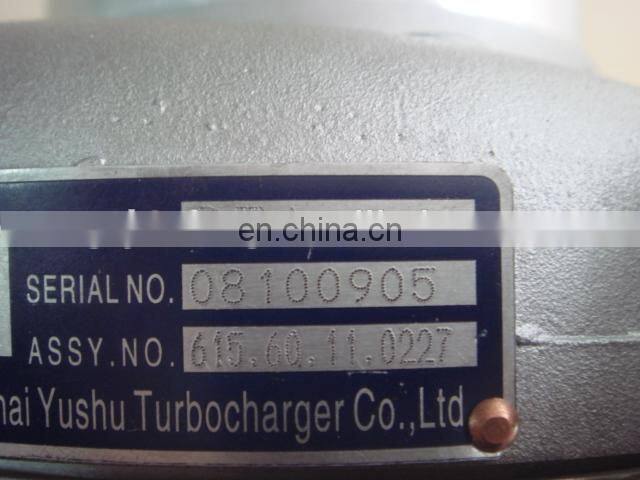 en.china.cn
SERIAL NO. 08100905
ASSY.NO. 615.60.11.0227
hai Yushu Turbocharger Co.,Ltd